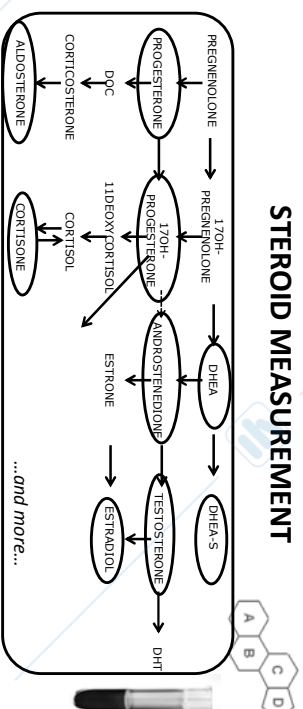 STEROID MEASUREMENT
PREGNENOLONE
17OH-
PREGNENOLONE
DHEA
DHEA-S
PROGESTERONE
17OH-
PROGESTERONE
ANDROSTENEDIONE
TESTOSTERONE
DHT
DOC
11DEOXYCORTISOL
ESTRONE
ESTRADIOL
CORTICOSTERONE
CORTISOL
ALDOSTERONE
CORTISONE
...and more...
A
B
C
D